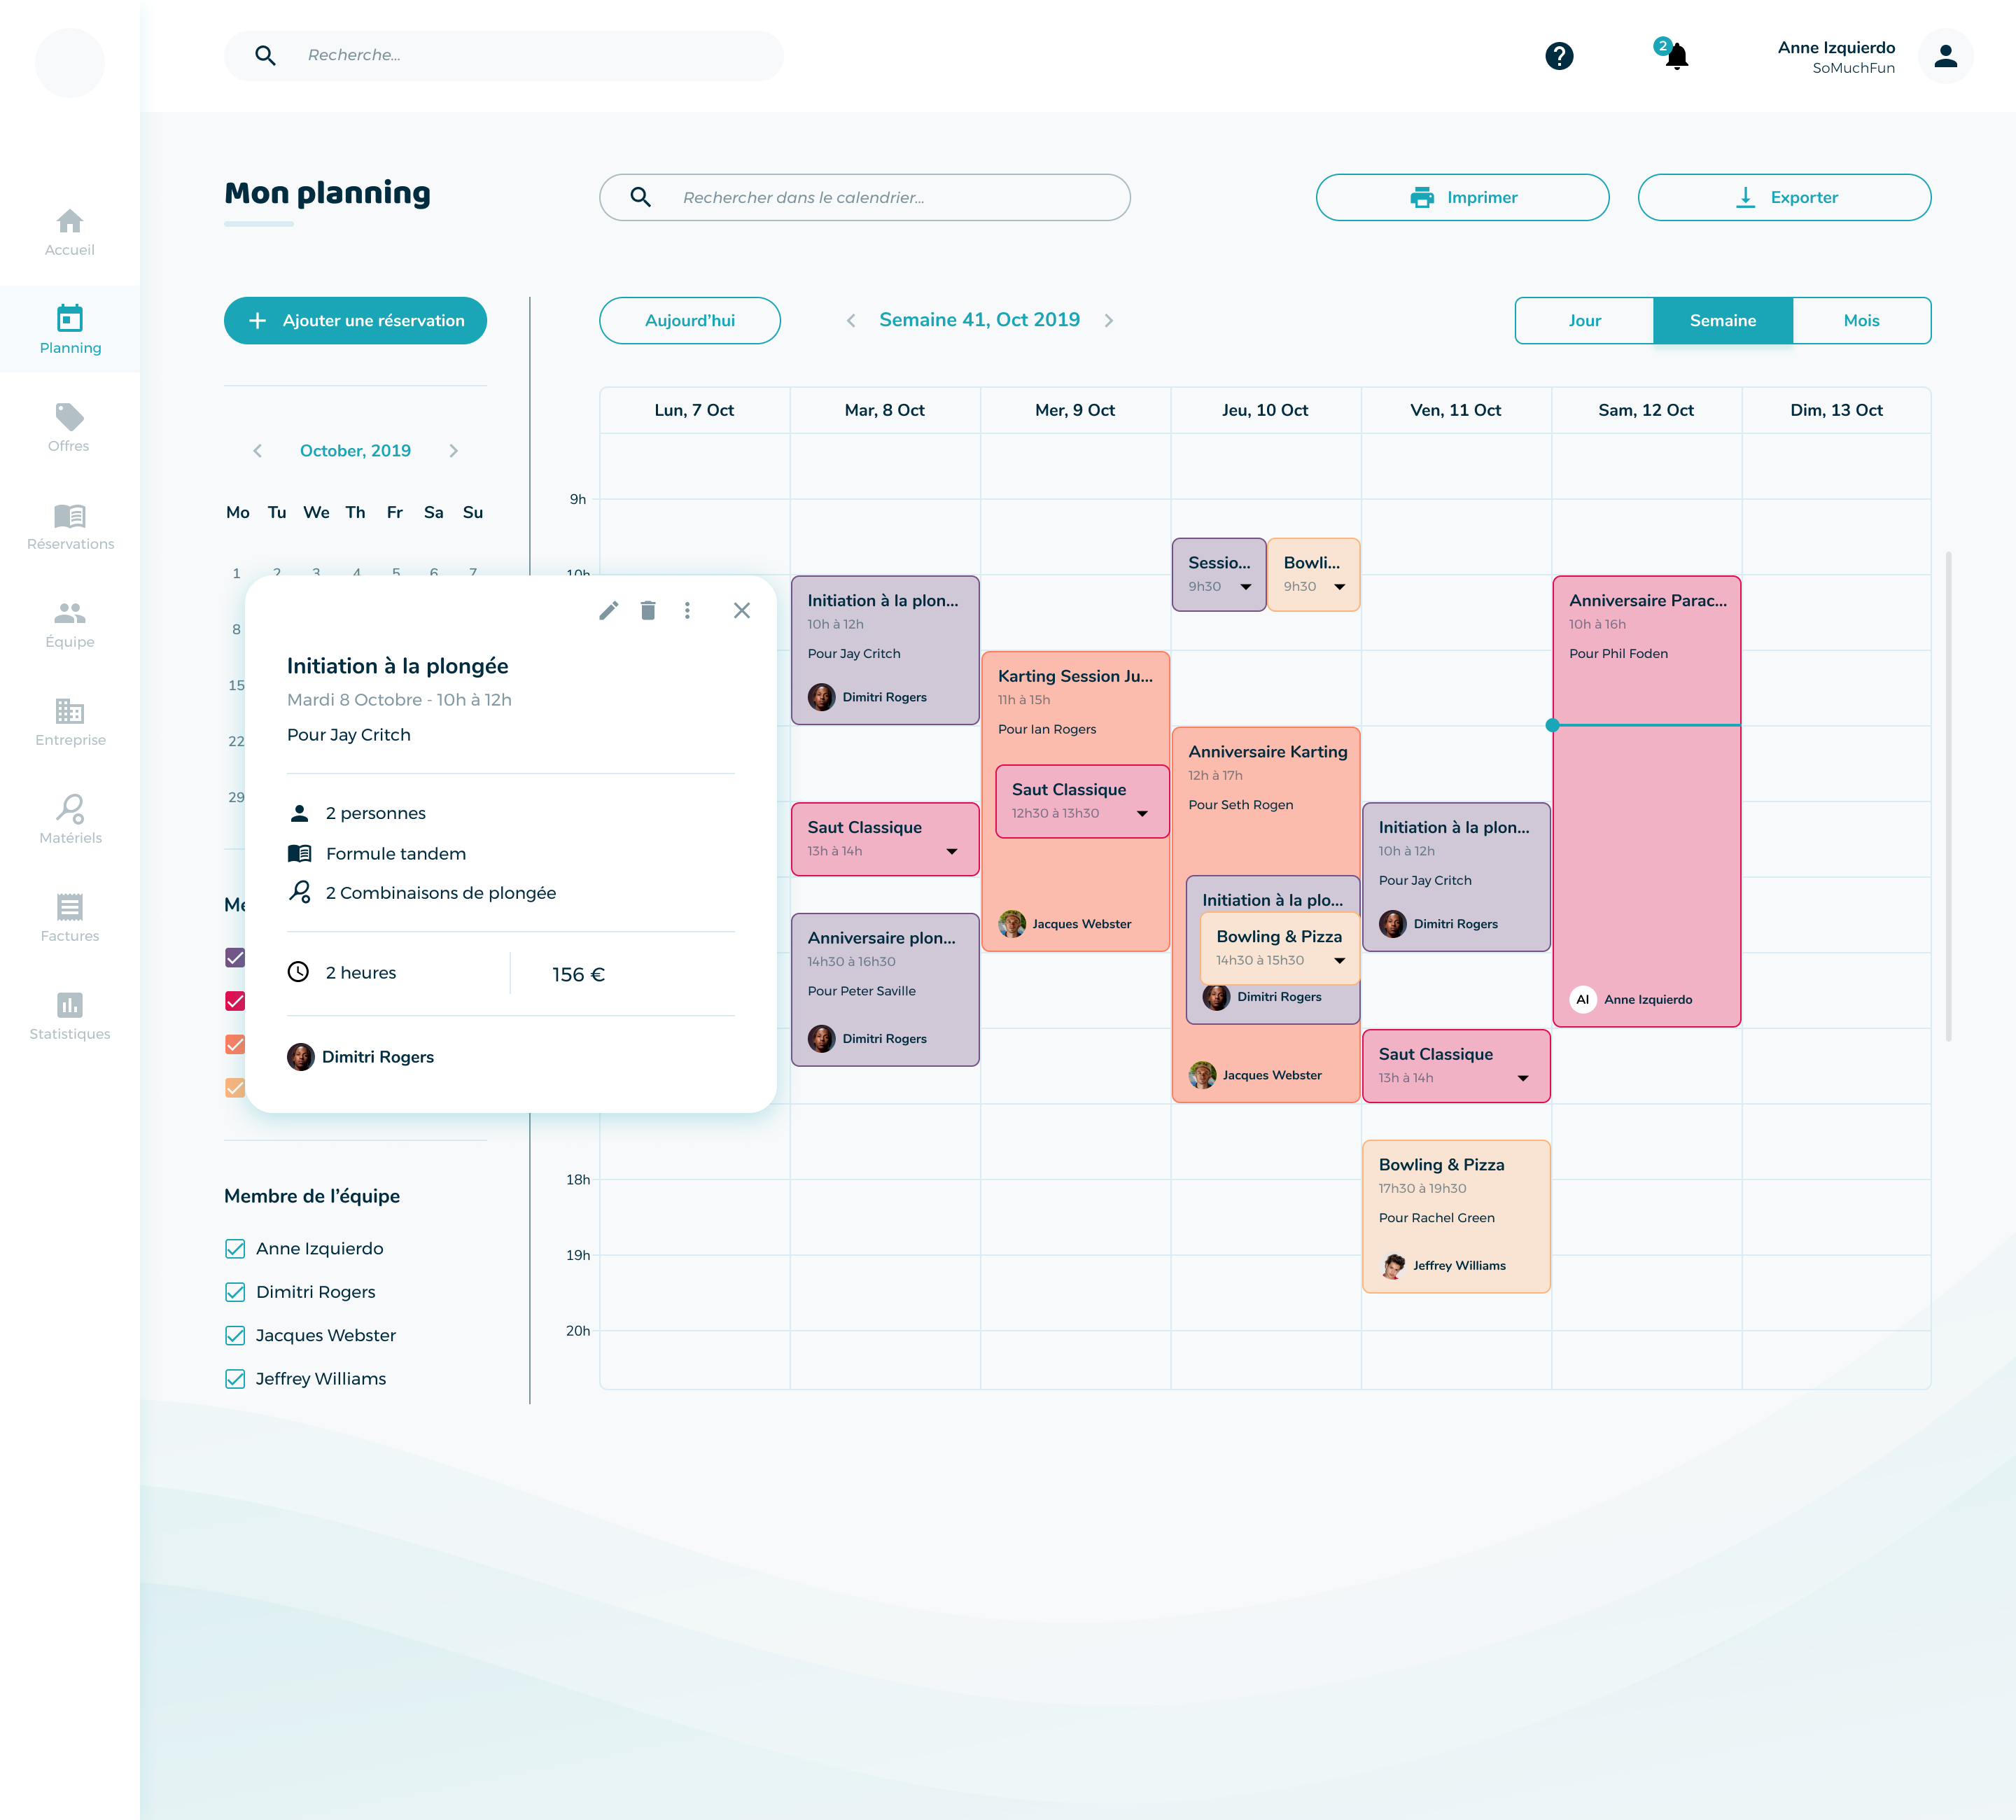 Recherche...
2
Anne Izquierdo
SoMuchFun
Accueil
Planning
Offres
Réservations
Équipe
Entreprise
Matériels
Factures
Statistiques
Mon planning
Rechercher dans le calendrier...
Imprimer
Exporter
Ajouter une réservation
Aujourd'hui
Semaine 41, Oct 2019
Jour
Semaine
Mois
October, 2019
Mo Tu We Th Fr Sa Su
1 2 3 4 5 6 7
8
15
22
29
Initiation à la plongée
Mardi 8 Octobre - 10h à 12h
Pour Jay Critch
2 personnes
Formule tandem
2 Combinaisons de plongée
2 heures
156 €
Dimitri Rogers
Membre de l'équipe
Anne Izquierdo
Dimitri Rogers
Jacques Webster
Jeffrey Williams
Lun, 7 Oct
Mar, 8 Oct
Mer, 9 Oct
Jeu, 10 Oct
Ven, 11 Oct
Sam, 12 Oct
Dim, 13 Oct
9h
10h
18h
19h
20h
Initiation à la plon...
10h à 12h
Pour Jay Critch
Dimitri Rogers
Saut Classique
13h à 14h
Anniversaire plon...
14h30 à 16h30
Pour Peter Saville
Dimitri Rogers
Karting Session Ju...
11h à 15h
Pour Ian Rogers
Saut Classique
12h30 à 13h30
Jacques Webster
Sessio...
9h30
Bowli...
9h30
Anniversaire Karting
12h à 17h
Pour Seth Rogen
Initiation à la plo...
Bowling & Pizza
14h30 à 15h30
Dimitri Rogers
Jacques Webster
Initiation à la plon...
10h à 12h
Pour Jay Critch
Dimitri Rogers
Saut Classique
13h à 14h
Bowling & Pizza
17h30 à 19h30
Pour Rachel Green
Jeffrey Williams
Anniversaire Parac...
10h à 16h
Pour Phil Foden
AI
Anne Izquierdo